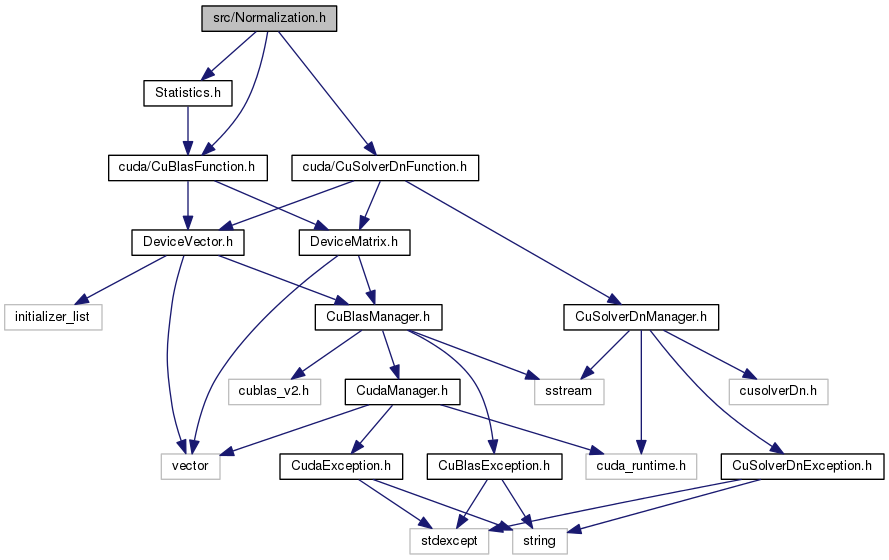 src/Normalization.h
Statistics.h
cuda/CuBlasFunction.h
cuda/CuSolverDnFunction.h
DeviceVector.h
DeviceMatrix.h
initializer_list
CuBlasManager.h
CuSolverDnManager.h
cublas_v2.h
CudaManager.h
sstream
cusolverDn.h
vector
CudaException.h
CuBlasException.h
cuda_runtime.h
CuSolverDnException.h
stdexcept
string